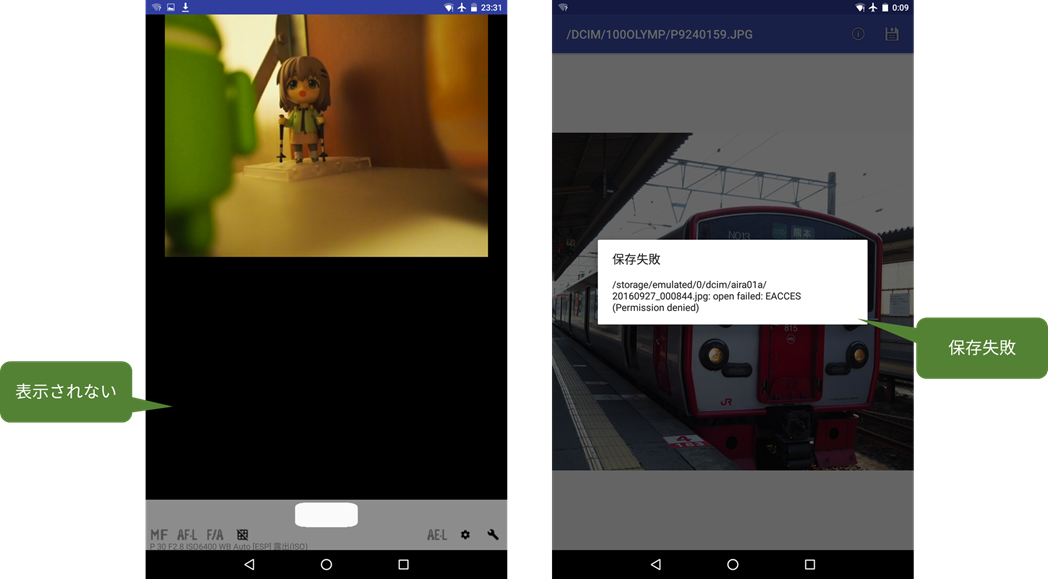 23:31
0:09
/DCIM/100OLYMP/P9240159.JPG
NO13 熊本
保存失敗
/storage/emulated/0/dcim/aira01a/
20160927_000844.jpg: open failed: EACCES
(Permission denied)
815
JR
表示されない
保存失敗
MF AF-L F/A AE-L
P 30 F2.8 ISO6400 WB Auto [ESP] 露出(ISO)